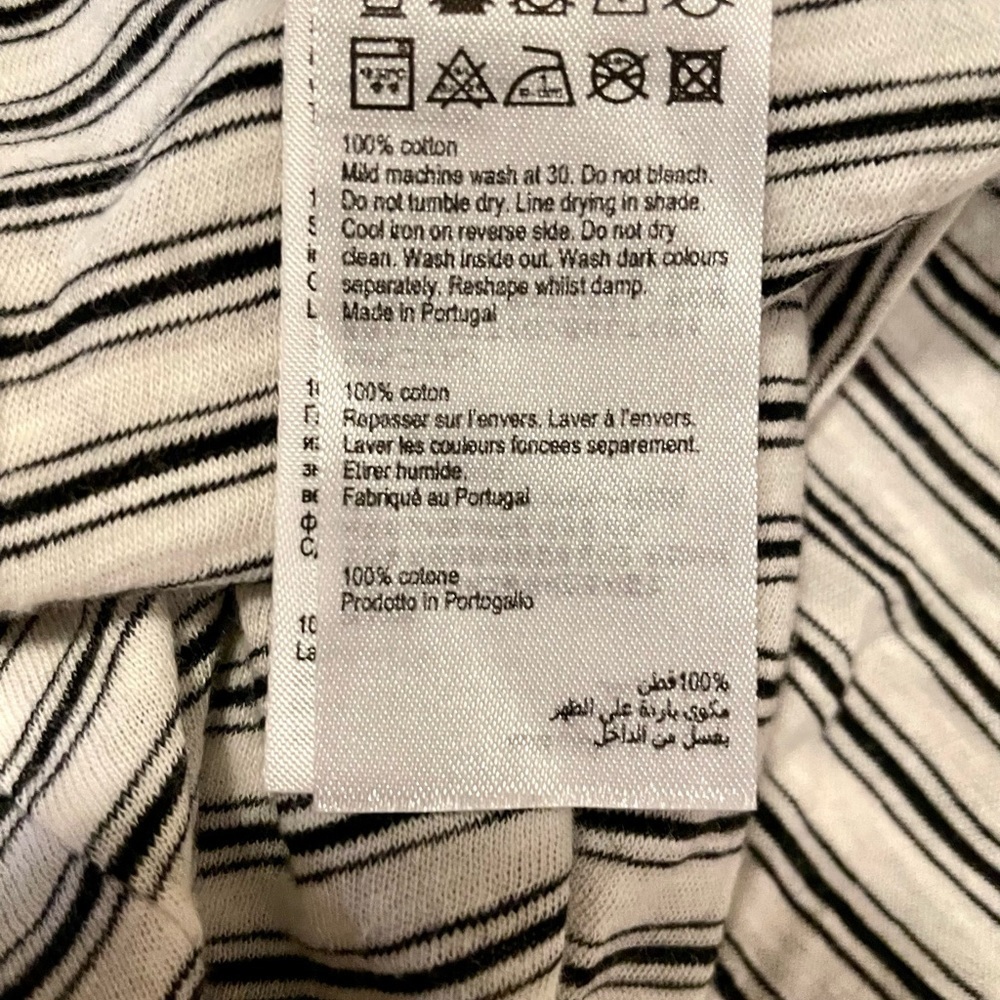 100% cotton
Mild machine wash at 30. Do not bleach.
Do not tumble dry. Line drying in shade.
Cool iron on reverse side. Do not dry
clean. Wash inside out. Wash dark colours
separately. Reshape whilst damp.
Made in Portugal
100% coton
Repasser sur l'envers. Laver à l'envers.
Laver les couleurs foncees separement.
Etirer humide.
Fabriqué au Portugal
100% cotone
Prodotto in Portogallo
100% قطن
مكوى باردة على الظهر
يغسل من الداخل